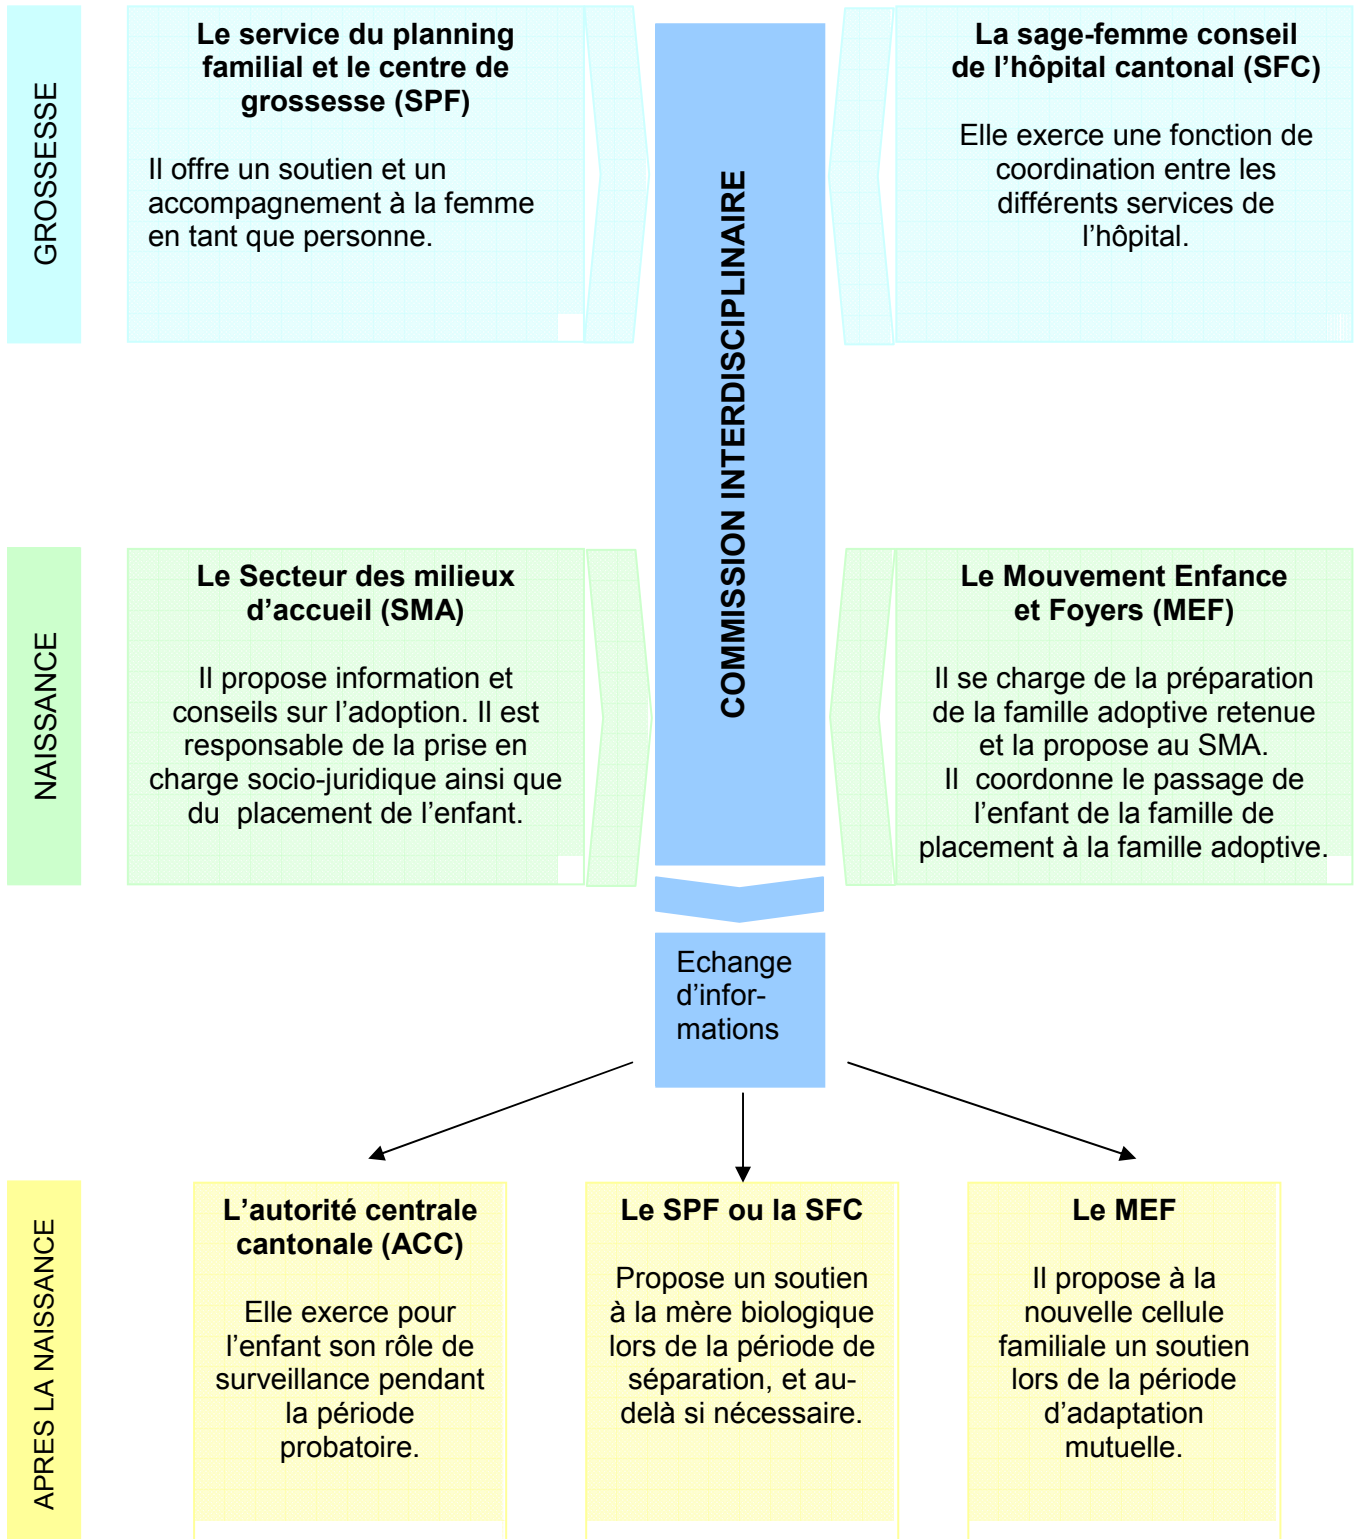 GROSSESSE
Le service du planning
familial et le centre de
grossesse (SPF)
Il offre un soutien et un
accompagnement à la femme
en tant que personne.
COMMISSION INTERDISCIPLINAIRE
La sage-femme conseil
de l’hôpital cantonal (SFC)
Elle exerce une fonction de
coordination entre les
différents services de
l’hôpital.
NAISSANCE
Le Secteur des milieux
d’accueil (SMA)
Il propose information et
conseils sur l’adoption. Il est
responsable de la prise en
charge socio-juridique ainsi que
du placement de l’enfant.
Le Mouvement Enfance
et Foyers (MEF)
Il se charge de la préparation
de la famille adoptive retenue
et la propose au SMA.
Il coordonne le passage de
l’enfant de la famille de
placement à la famille adoptive.
Echange
d’infor-
mations
APRES LA NAISSANCE
L’autorité centrale
cantonale (ACC)
Elle exerce pour
l’enfant son rôle de
surveillance pendant
la période
probatoire.
Le SPF ou la SFC
Propose un soutien
à la mère biologique
lors de la période de
séparation, et au-
delà si nécessaire.
Le MEF
Il propose à la
nouvelle cellule
familiale un soutien
lors de la période
d’adaptation
mutuelle.